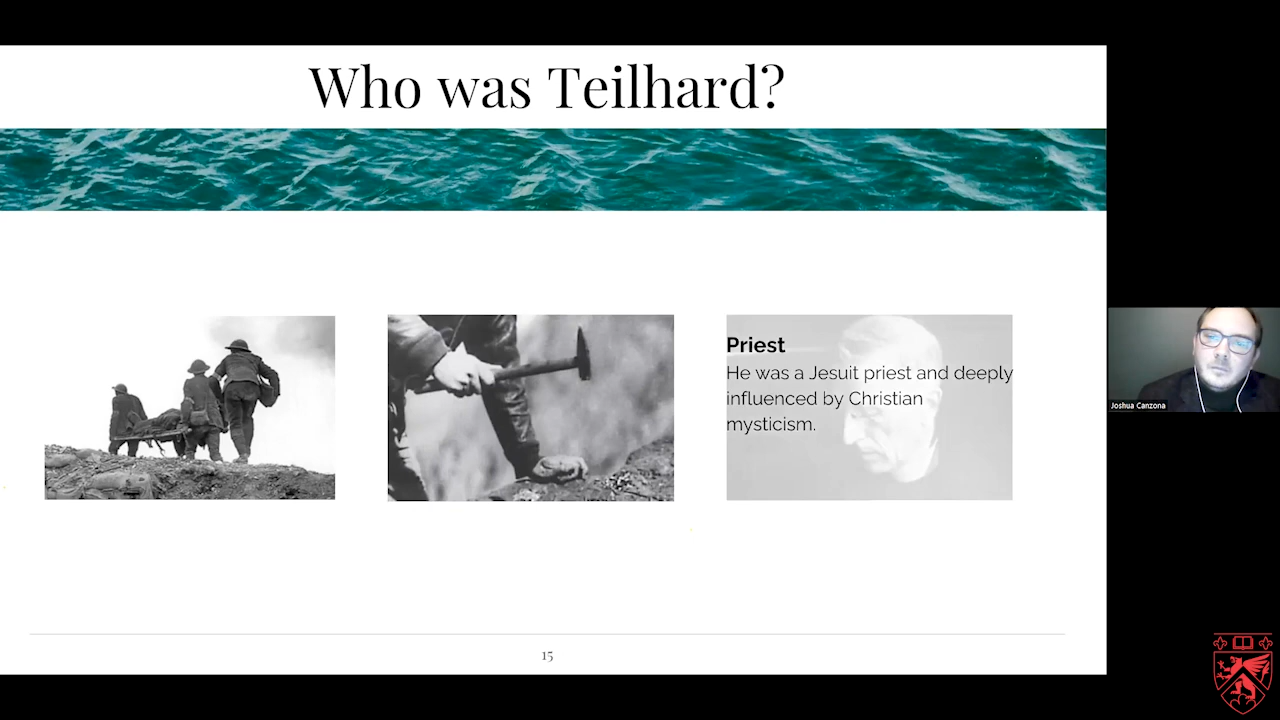 Who was Teilhard?
Priest
He was a Jesuit priest and deeply
influenced by Christian
mysticism.
Joshua Canzona
15